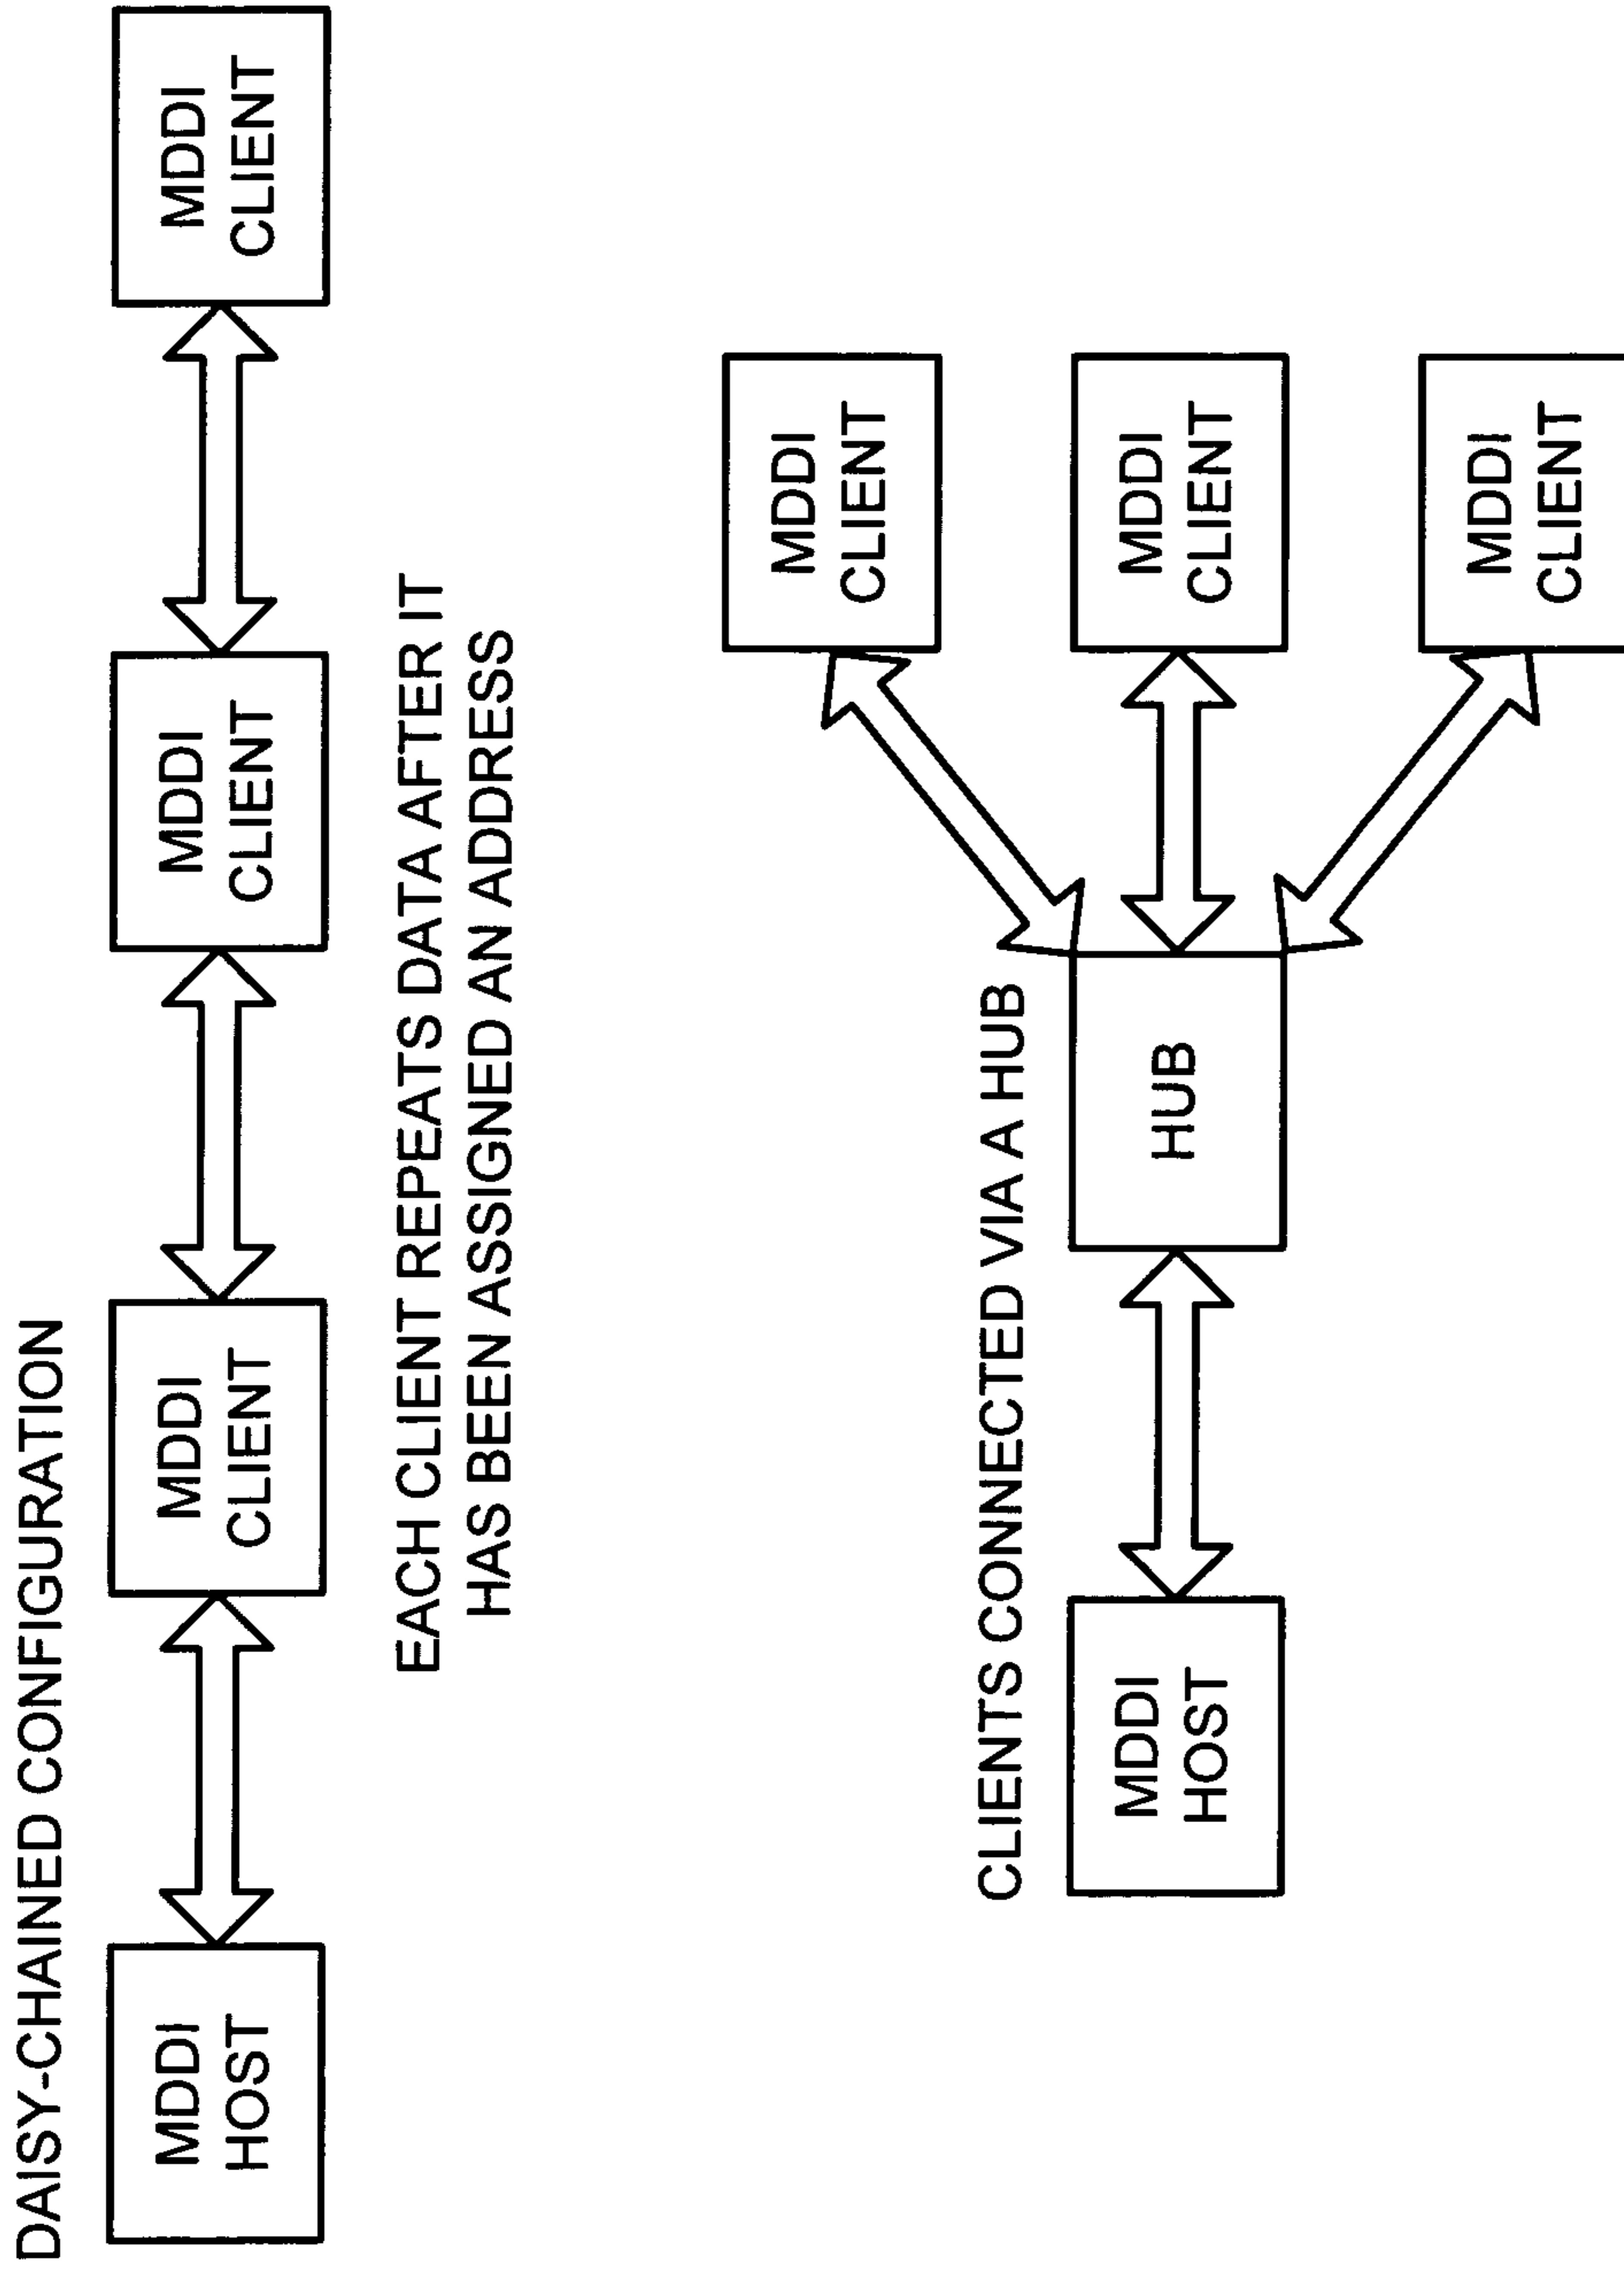 DAISY-CHAINED CONFIGURATION
MDDI
HOST
MDDI
CLIENT
MDDI
CLIENT
MDDI
CLIENT
EACH CLIENT REPEATS DATA AFTER IT
HAS BEEN ASSIGNED AN ADDRESS
CLIENTS CONNECTED VIA A HUB
MDDI
HOST
HUB
MDDI
CLIENT
MDDI
CLIENT
MDDI
CLIENT